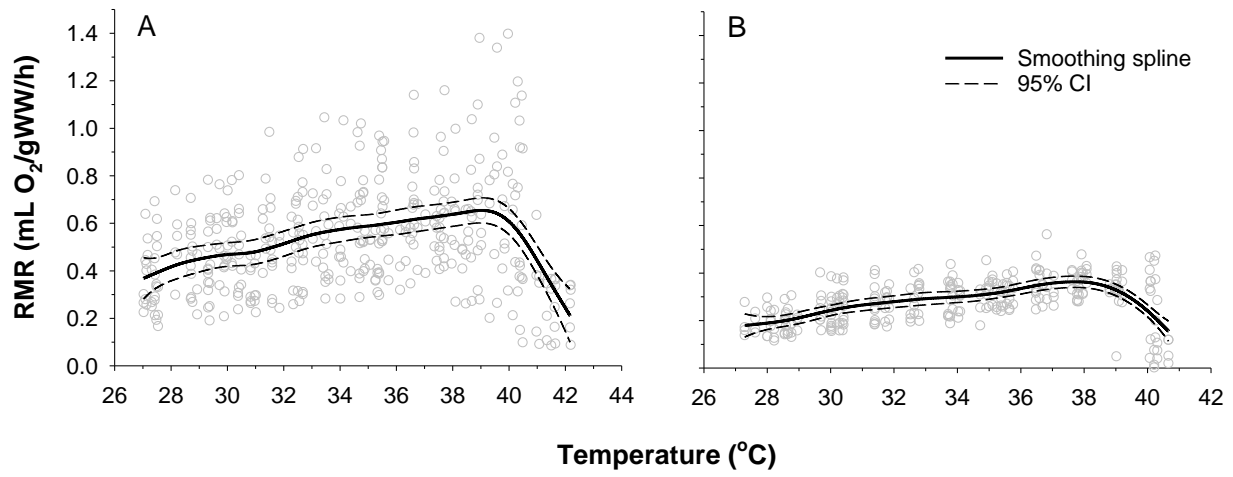 A
B
RMR (mL O2/gWW/h)
1.4
1.2
1.0
0.8
0.6
0.4
0.2
0.0
Smoothing spline
95% CI
26 28 30 32 34 36 38 40 42 44
26 28 30 32 34 36 38 40 42
Temperature (oC)